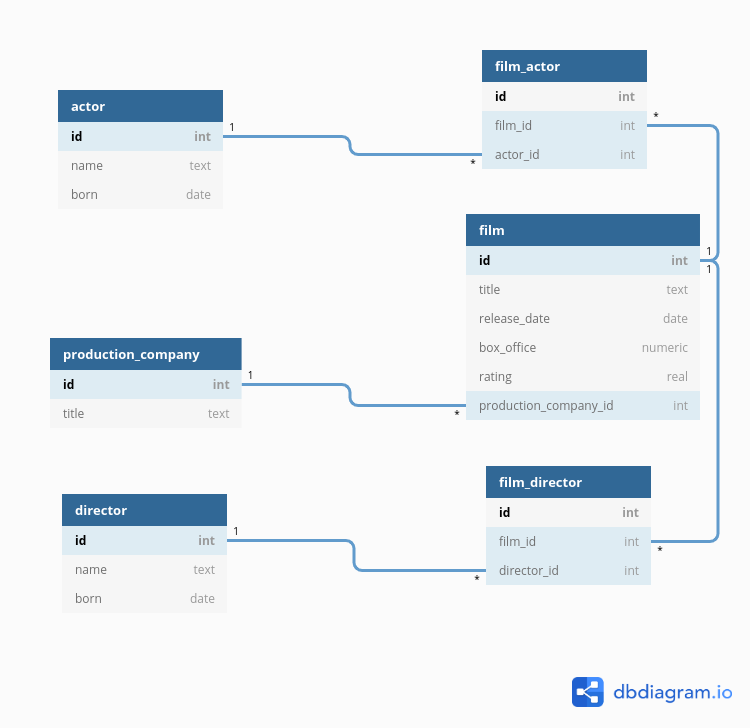 actor
id int
name text
born date
1
*
film_actor
id int
film_id int
actor_id int
*
film
id int
title text
release_date date
box_office numeric
rating real
production_company_id int
1
1
production_company
id int
title text
1
*
director
id int
name text
born date
1
*
film_director
id int
film_id int
director_id int
*
dbdiagram.io